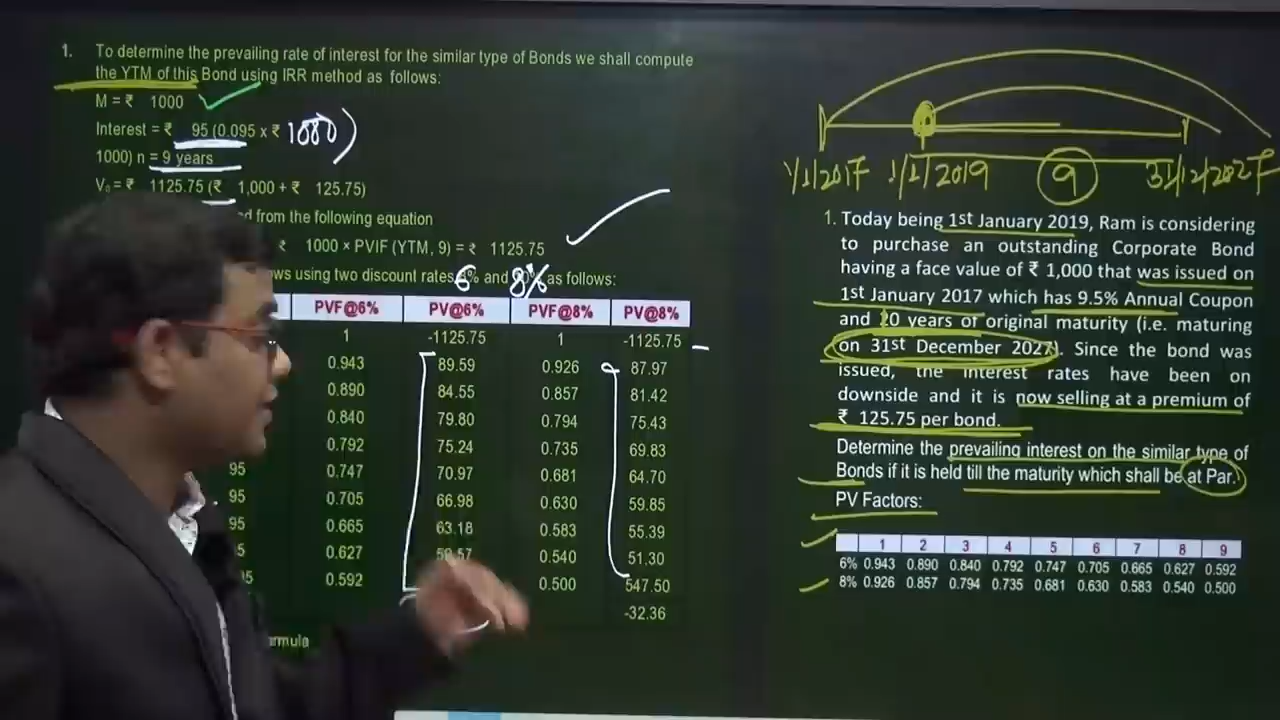 1. To determine the prevailing rate of interest for the similar type of Bonds we shall compute
the YTM of this Bond using IRR method as follows:
M = ₹ 1000
Interest = ₹ 95 (0.095 x ₹ 1000)
1000) n = 9 years
V₀ = ₹ 1125.75 (₹ 1,000 + ₹ 125.75)
from the following equation
₹ 1000 × PVIF (YTM, 9) = ₹ 1125.75
using two discount rates 6% and 8% as follows:
PVF@6% PV@6% PVF@8% PV@8%
1 -1125.75 1 -1125.75
0.943 89.59 0.926 87.97
0.890 84.55 0.857 81.42
0.840 79.80 0.794 75.43
0.792 75.24 0.735 69.83
95 0.747 70.97 0.681 64.70
95 0.705 66.98 0.630 59.85
95 0.665 63.18 0.583 55.39
5 0.627 59.57 0.540 51.30
5 0.592 0.500 547.50
-32.36
1/1/2017 1/1/2019 9 31/12/2027
1. Today being 1st January 2019, Ram is considering
to purchase an outstanding Corporate Bond
having a face value of ₹ 1,000 that was issued on
1st January 2017 which has 9.5% Annual Coupon
and 20 years of original maturity (i.e. maturing
on 31st December 2027). Since the bond was
issued, the interest rates have been on
downside and it is now selling at a premium of
₹ 125.75 per bond.
Determine the prevailing interest on the similar type of
Bonds if it is held till the maturity which shall be at Par.
PV Factors:
1 2 3 4 5 6 7 8 9
6% 0.943 0.890 0.840 0.792 0.747 0.705 0.665 0.627 0.592
8% 0.926 0.857 0.794 0.735 0.681 0.630 0.583 0.540 0.500